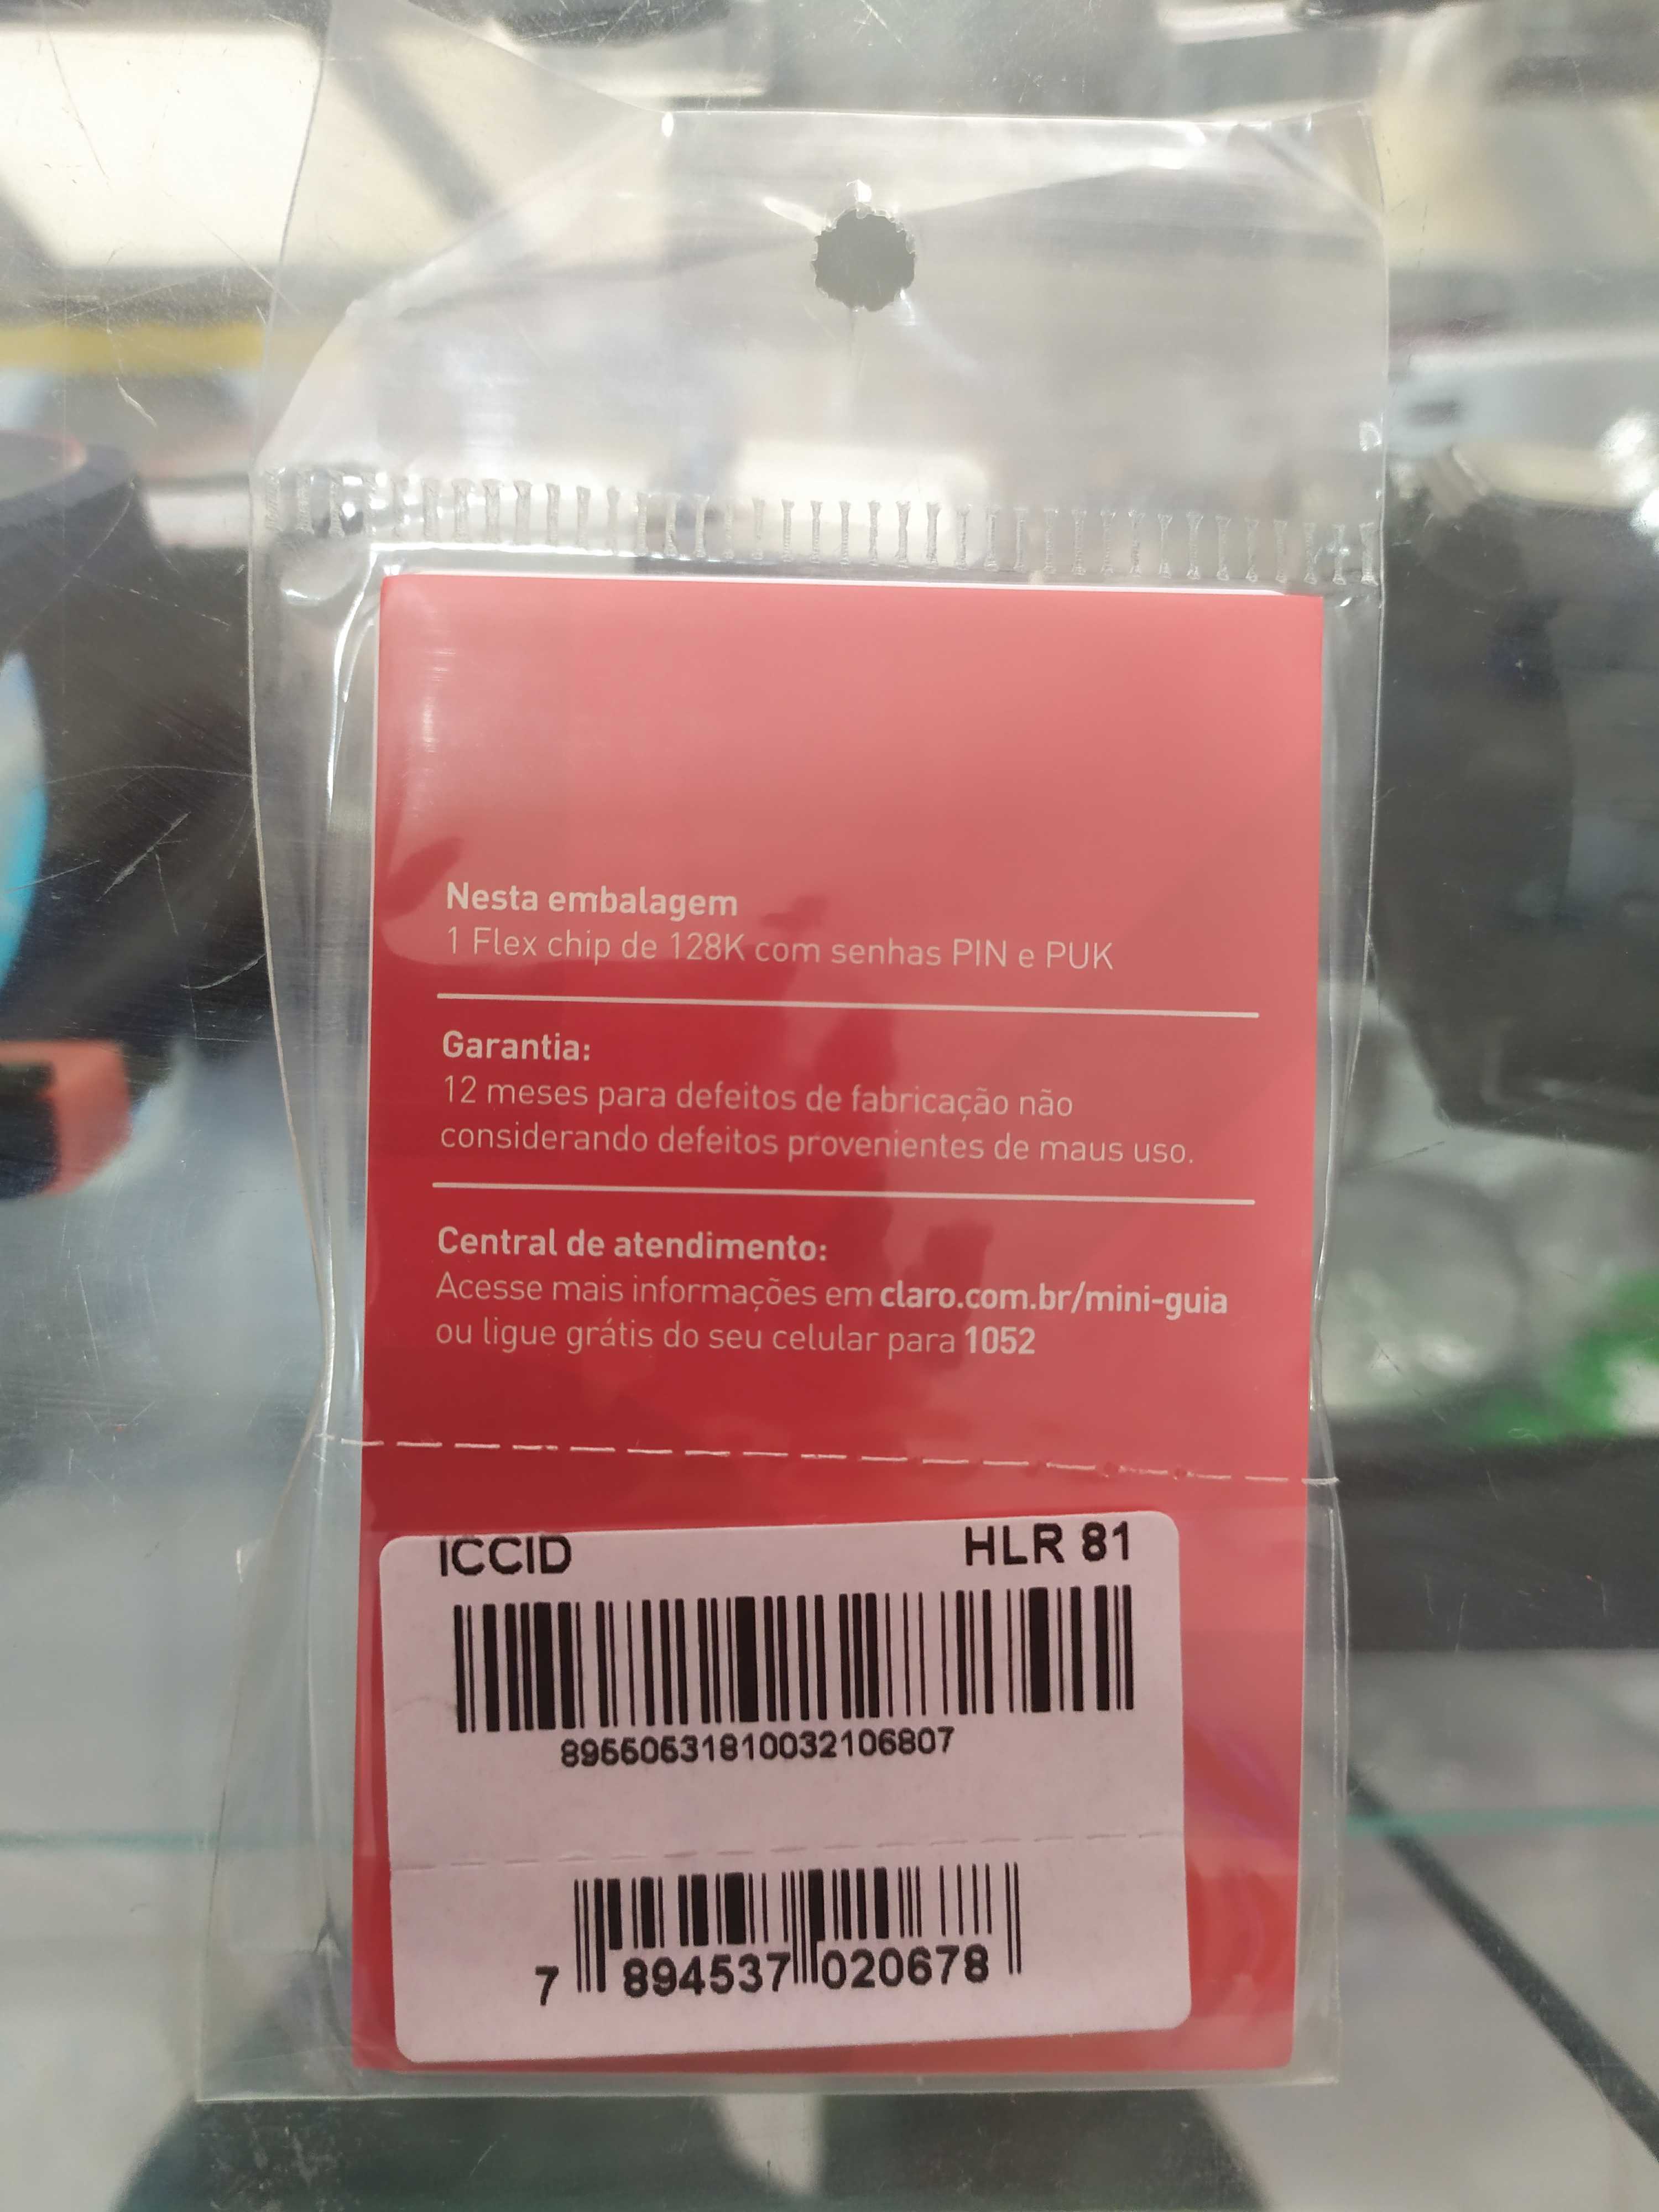 Nesta embalagem
1 Flex chip de 128K com senhas PIN e PUK
Garantia:
12 meses para defeitos de fabricação não
considerando defeitos provenientes de maus uso.
Central de atendimento:
Acesse mais informações em claro.com.br/mini-guia
ou ligue grátis do seu celular para 1052
ICCID HLR 81
89550531810032106807
7 894537 020678